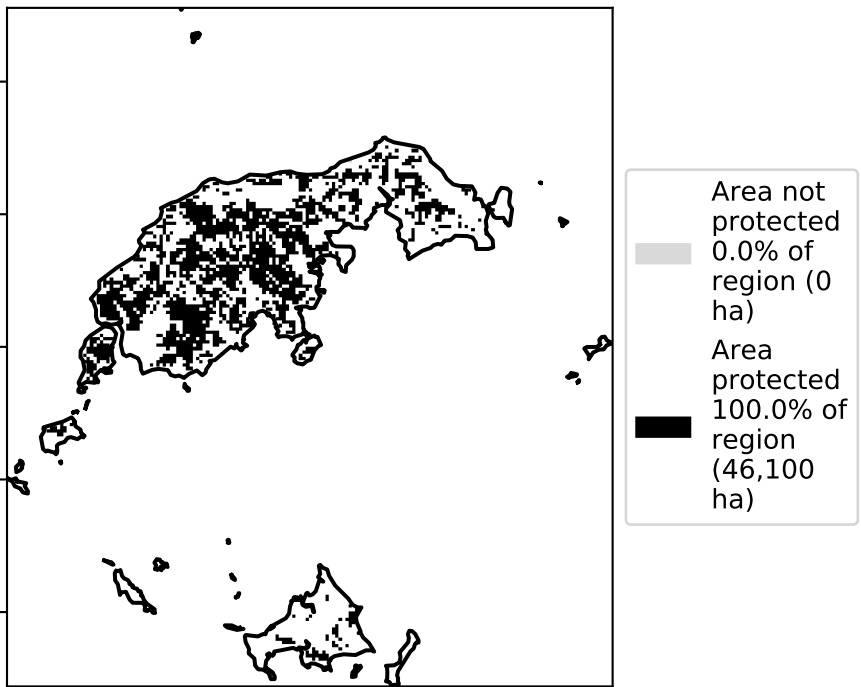 Area not
protected
0.0% of
region (0
ha)
Area
protected
100.0% of
region
(46,100
ha)